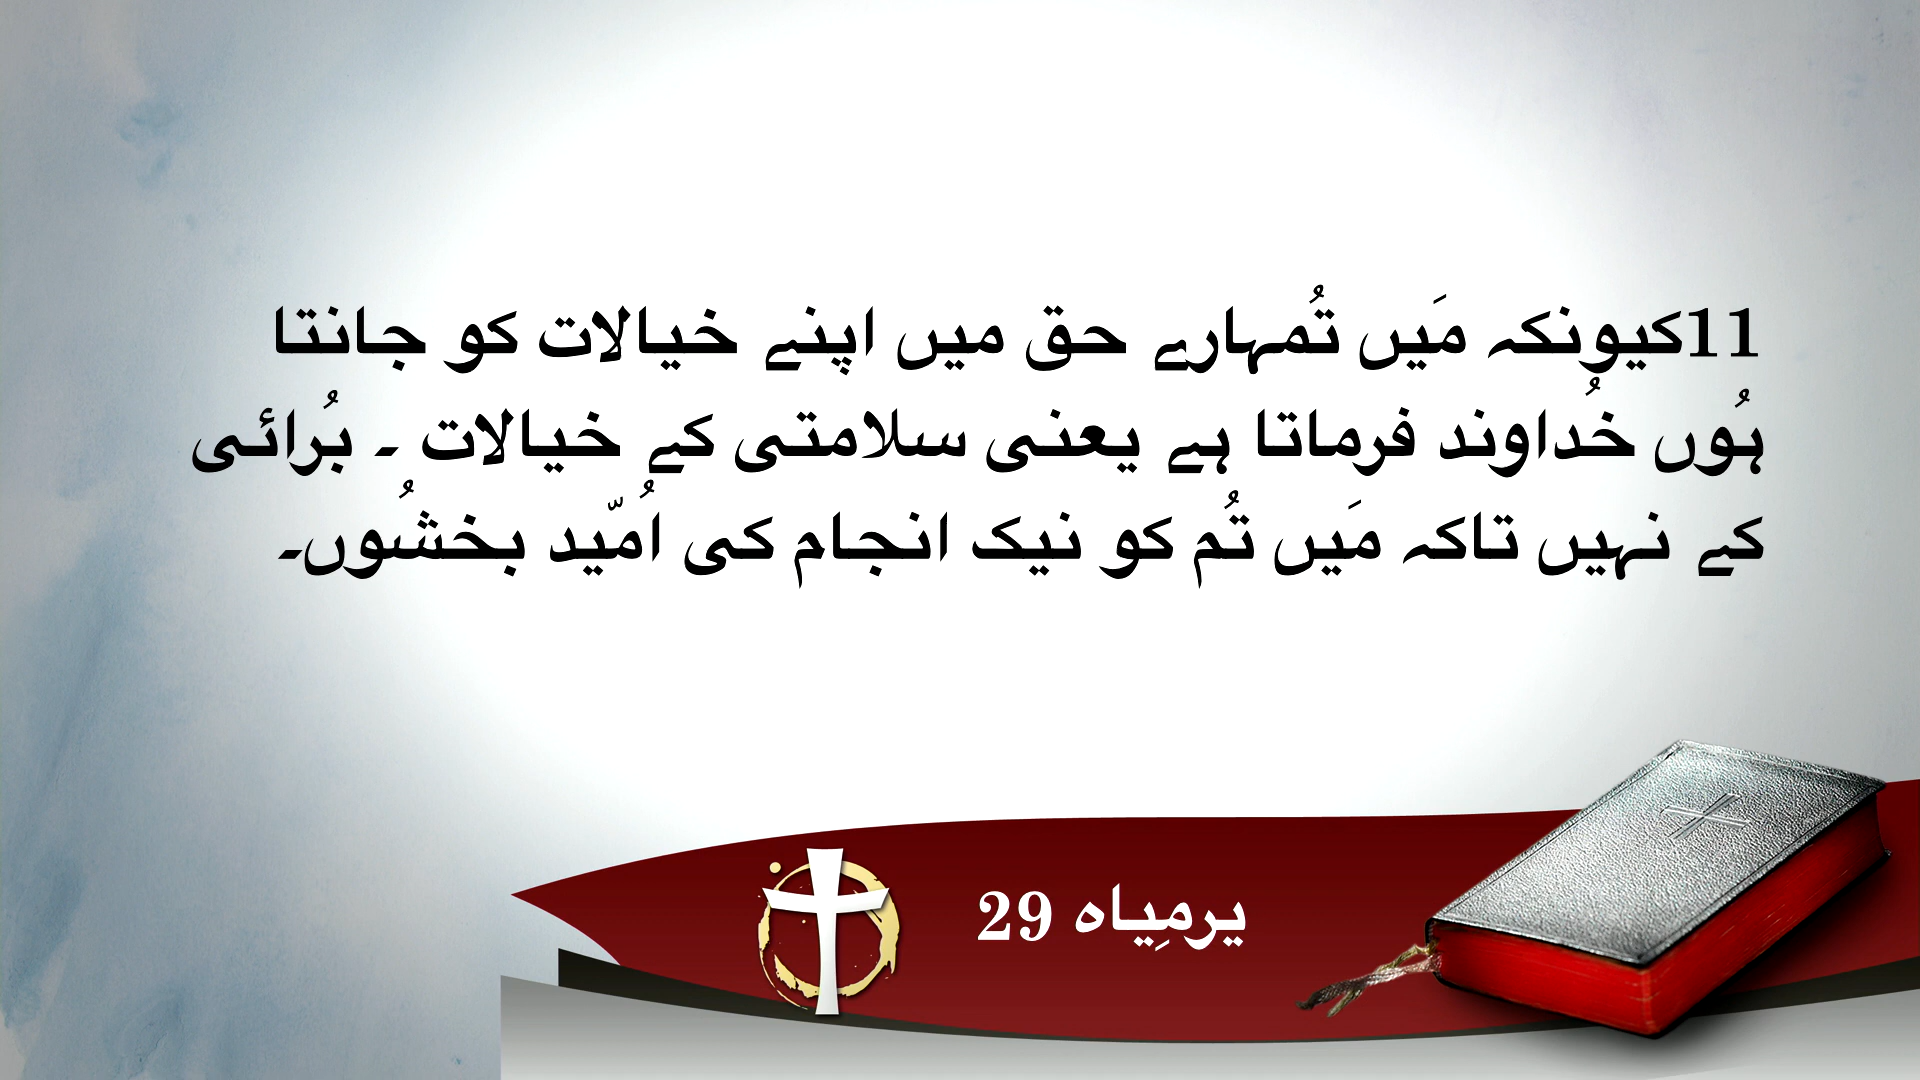 11کیونکہ مَیں تُمہارے حق میں اپنے خیالات کو جانتا
ہُوں خُداوند فرماتا ہے یعنی سلامتی کے خیالات ۔ بُرائی
کے نہیں تاکہ مَیں تُم کو نیک انجام کی اُمّید بخشُوں۔
یرمِیاہ 29